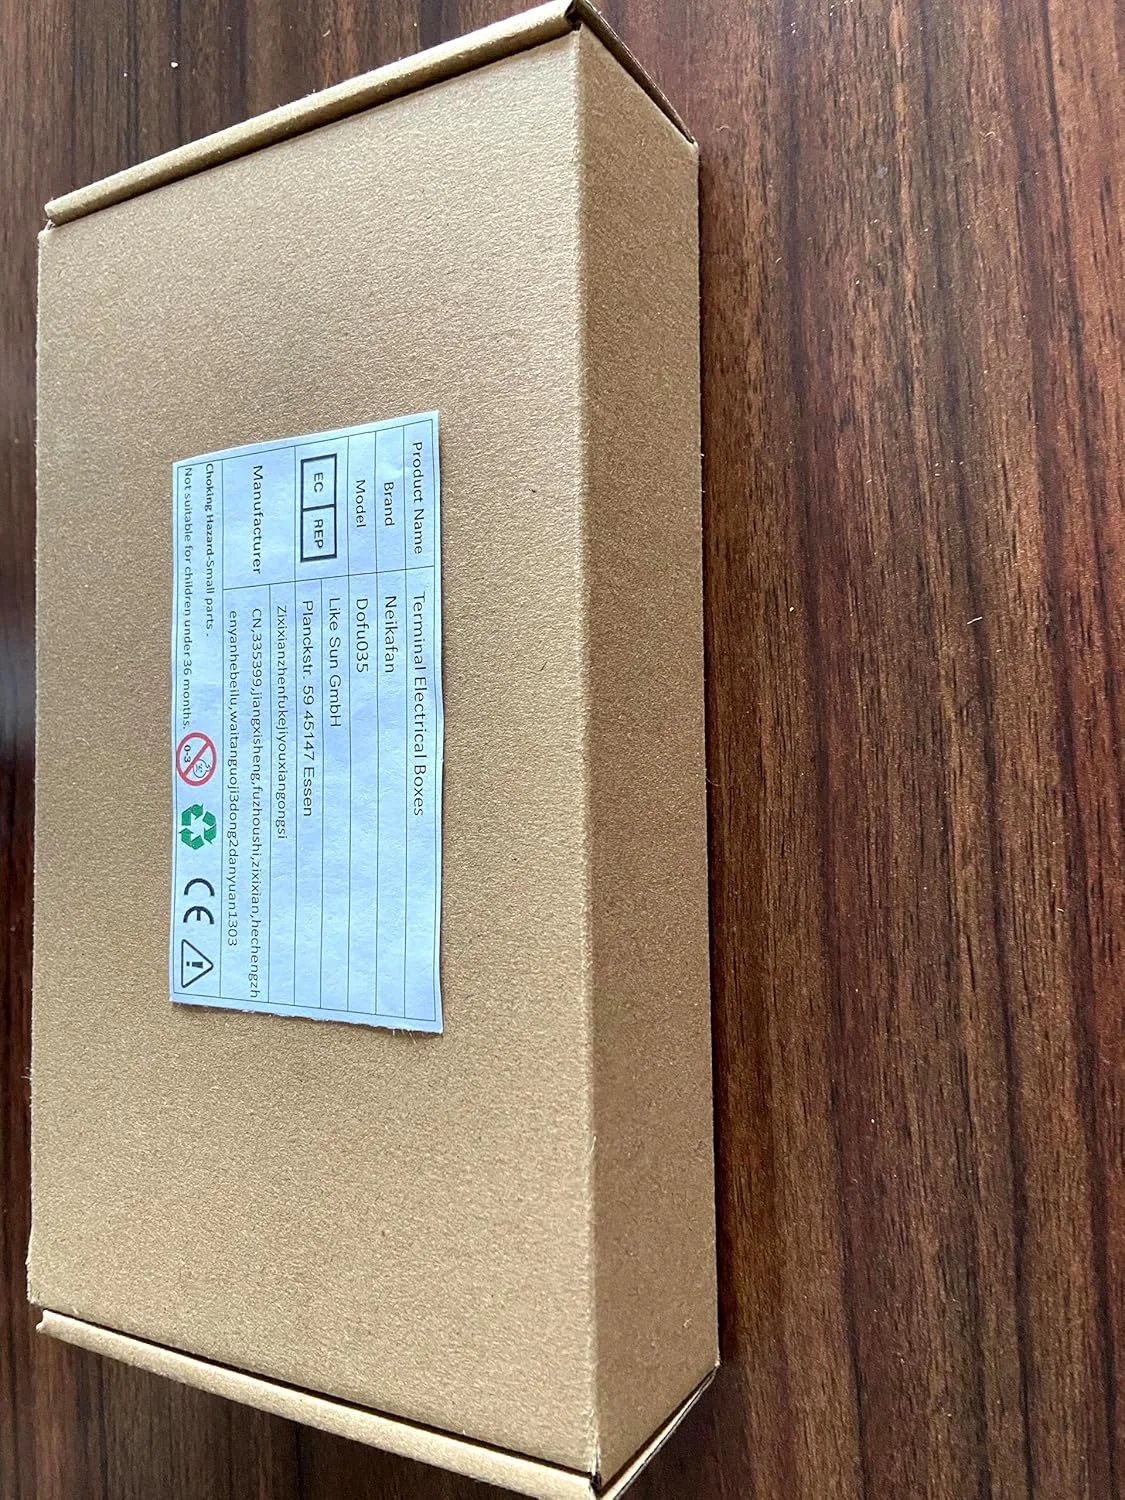 Product Name Terminal Electrical Boxes
Brand Neikafan
Model Dofu035
EC REP Like Sun GmbH
Planckstr. 59 45147 Essen
Manufacturer zixixianzhenfukejiyouxiangongsi
CN,335399,jiangxisheng,fuzhoushi,zixixian,hechengzh
enyanhebeilu,waitanguoji3dong2danyuan1303
Choking Hazard-Small parts .
Not suitable for children under 36 months. 0-3 CE